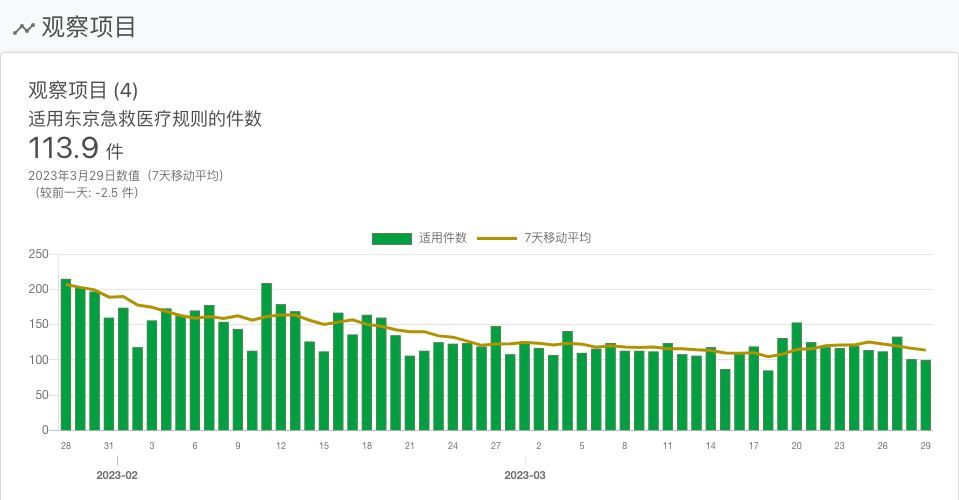 观察项目
观察项目 (4)
适用东京急救医疗规则的件数
113.9 件
2023年3月29日数值（7天移动平均）
（较前一天: -2.5 件）
适用件数 7天移动平均
250
200
150
100
50
0
28 31 3 6 9 12 15 18 21 24 27 2 5 8 11 14 17 20 23 26 29
2023-02 2023-03